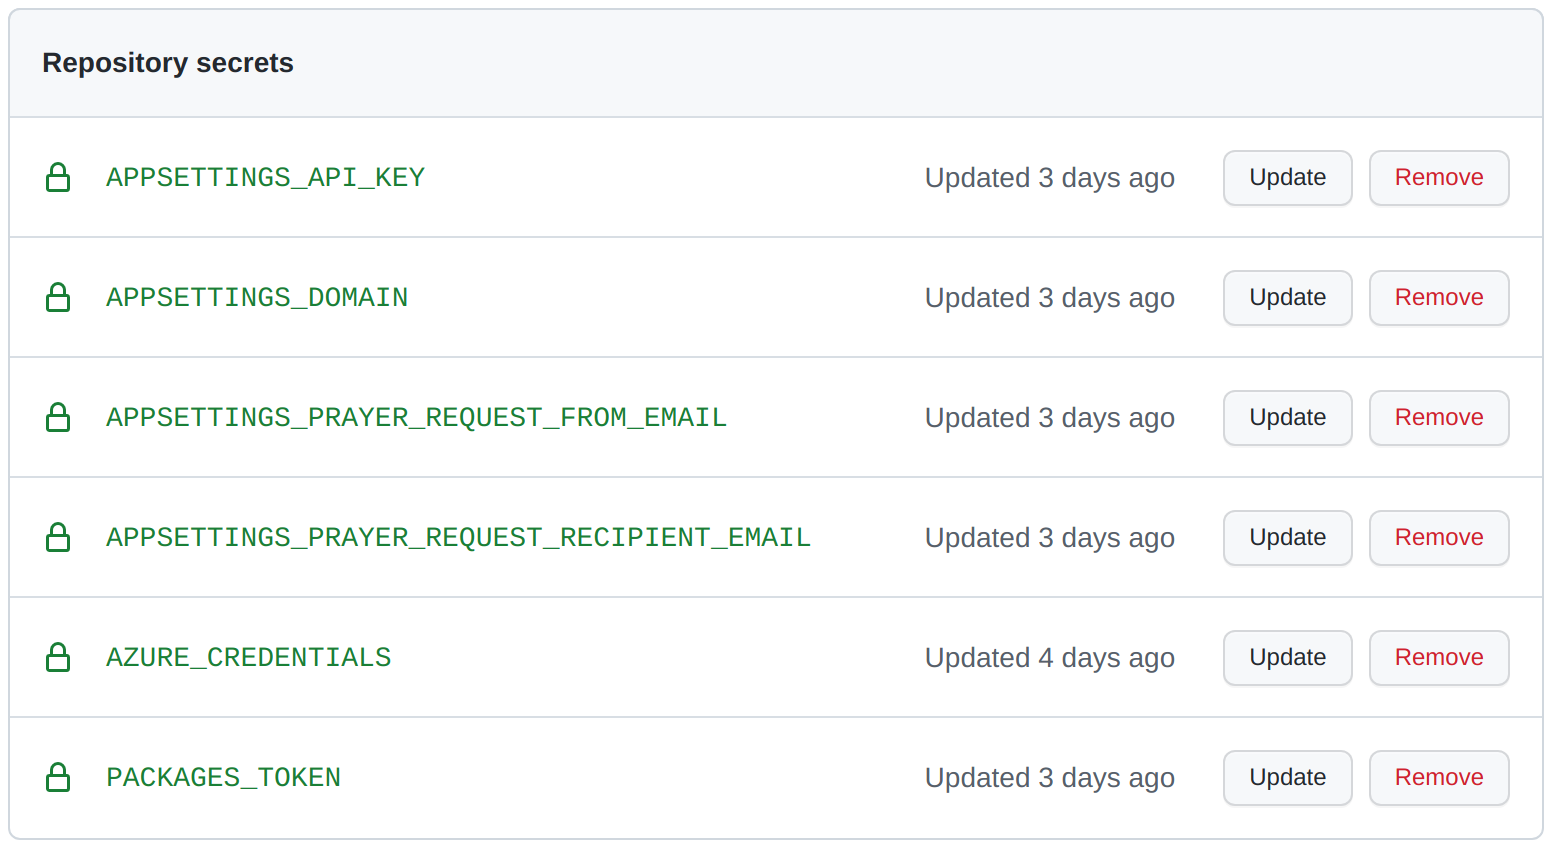 Repository secrets
APPSETTINGS_API_KEY Updated 3 days ago Update Remove
APPSETTINGS_DOMAIN Updated 3 days ago Update Remove
APPSETTINGS_PRAYER_REQUEST_FROM_EMAIL Updated 3 days ago Update Remove
APPSETTINGS_PRAYER_REQUEST_RECIPIENT_EMAIL Updated 3 days ago Update Remove
AZURE_CREDENTIALS Updated 4 days ago Update Remove
PACKAGES_TOKEN Updated 3 days ago Update Remove